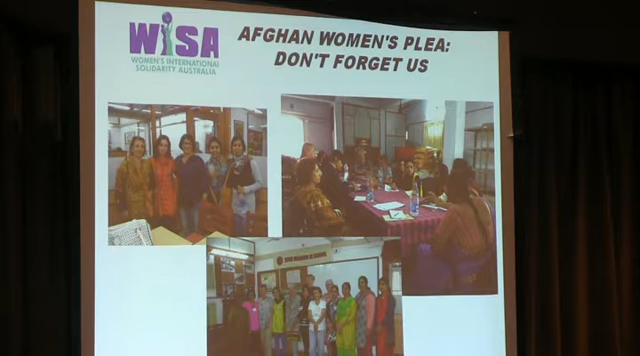 WISA
WOMEN'S INTERNATIONAL
SOLIDARITY AUSTRALIA
AFGHAN WOMEN'S PLEA:
DON'T FORGET US